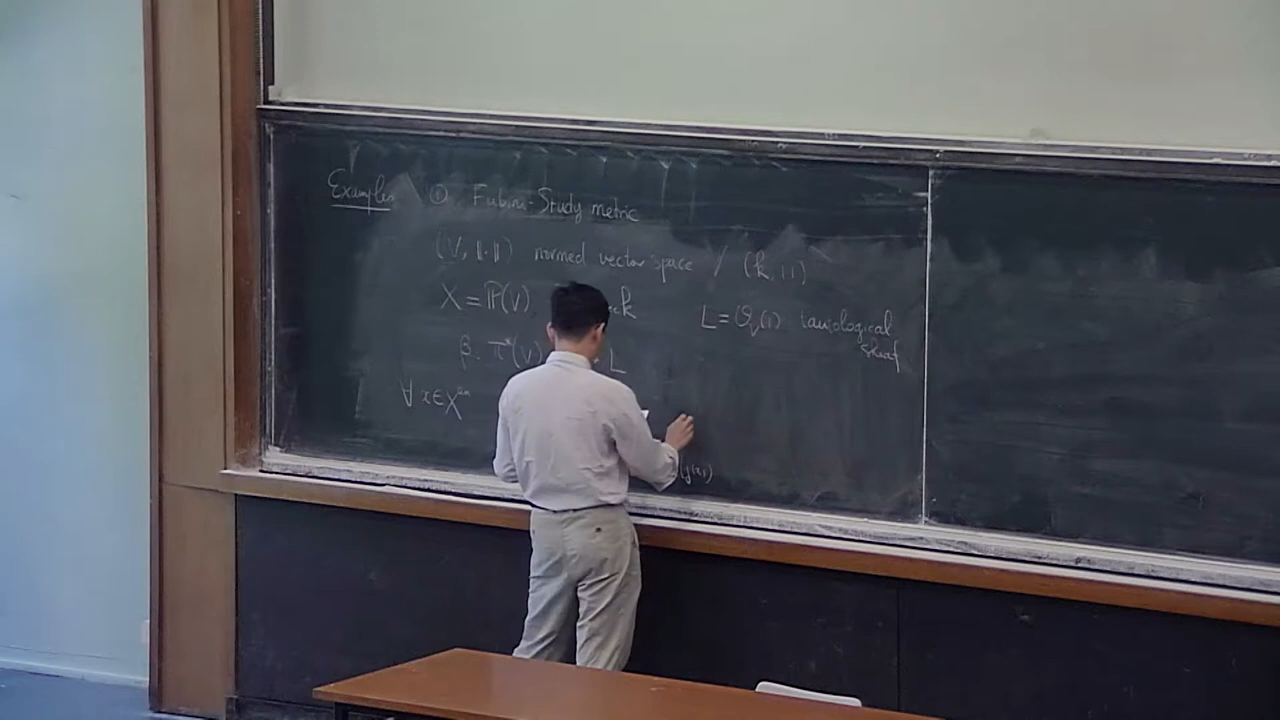 Examples ① Fubini-Study metric
(V, ‖·‖) normed vector space / (k, |·|)
X = ℙ(V) k L = O_V(1) tautological sheaf
β: π*(V) L
∀ x ∈ X^an